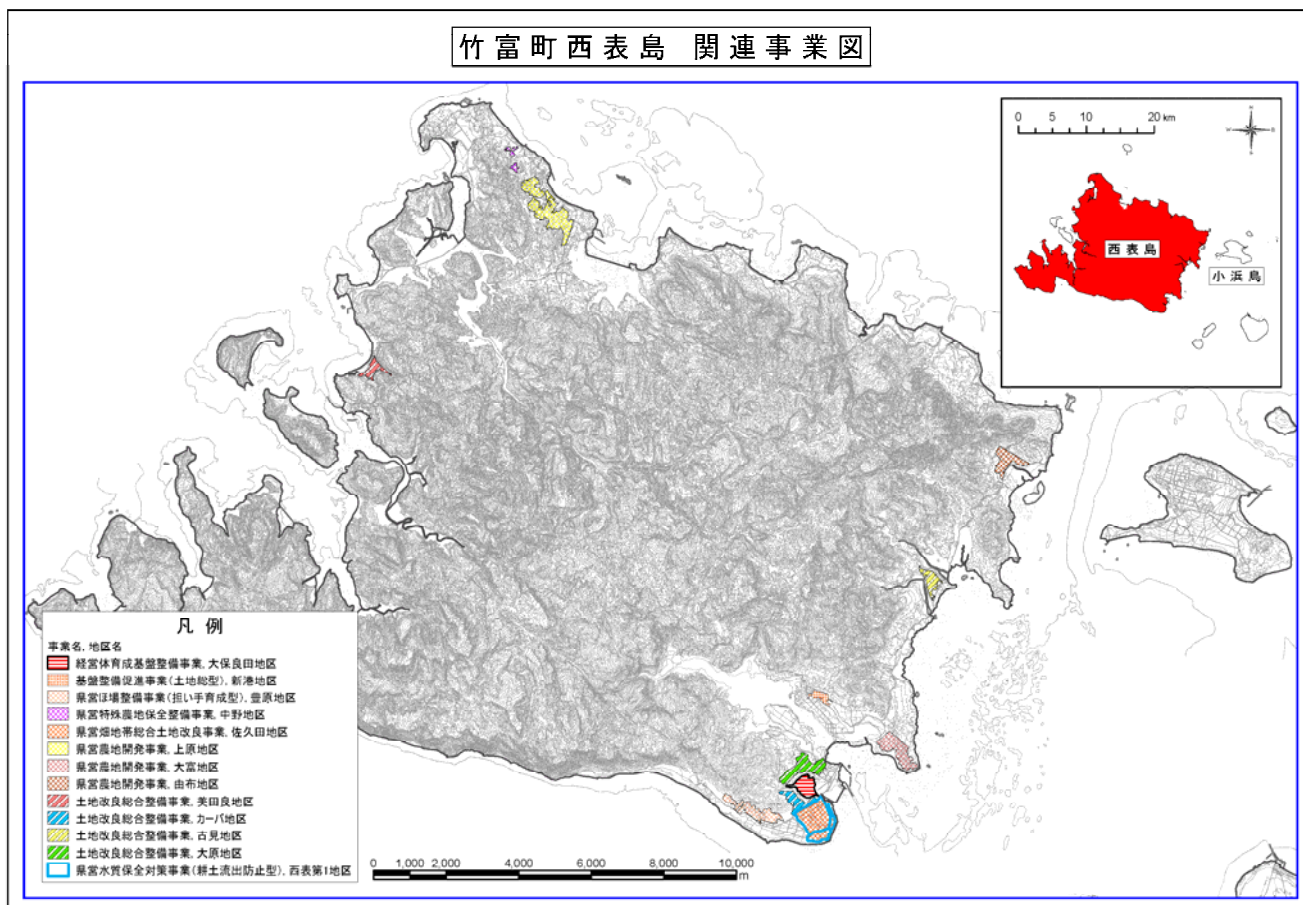 竹富町西表島 関連事業図
0 5 10 20 km
N
W E
S
西表島
小浜島
凡例
事業名, 地区名
経営体育成基盤整備事業, 大保良田地区
基盤整備促進事業(土地総型), 新港地区
県営ほ場整備事業(担い手育成型), 豊原地区
県営特殊農地保全整備事業, 中野地区
県営畑地帯総合土地改良事業, 佐久田地区
県営農地開発事業, 上原地区
県営農地開発事業, 大富地区
県営農地開発事業, 由布地区
土地改良総合整備事業, 美田良地区
土地改良総合整備事業, カーバ地区
土地改良総合整備事業, 古見地区
土地改良総合整備事業, 大原地区
県営水質保全対策事業(耕土流出防止型), 西表第1地区
0 1,000 2,000 4,000 6,000 8,000 10,000
m